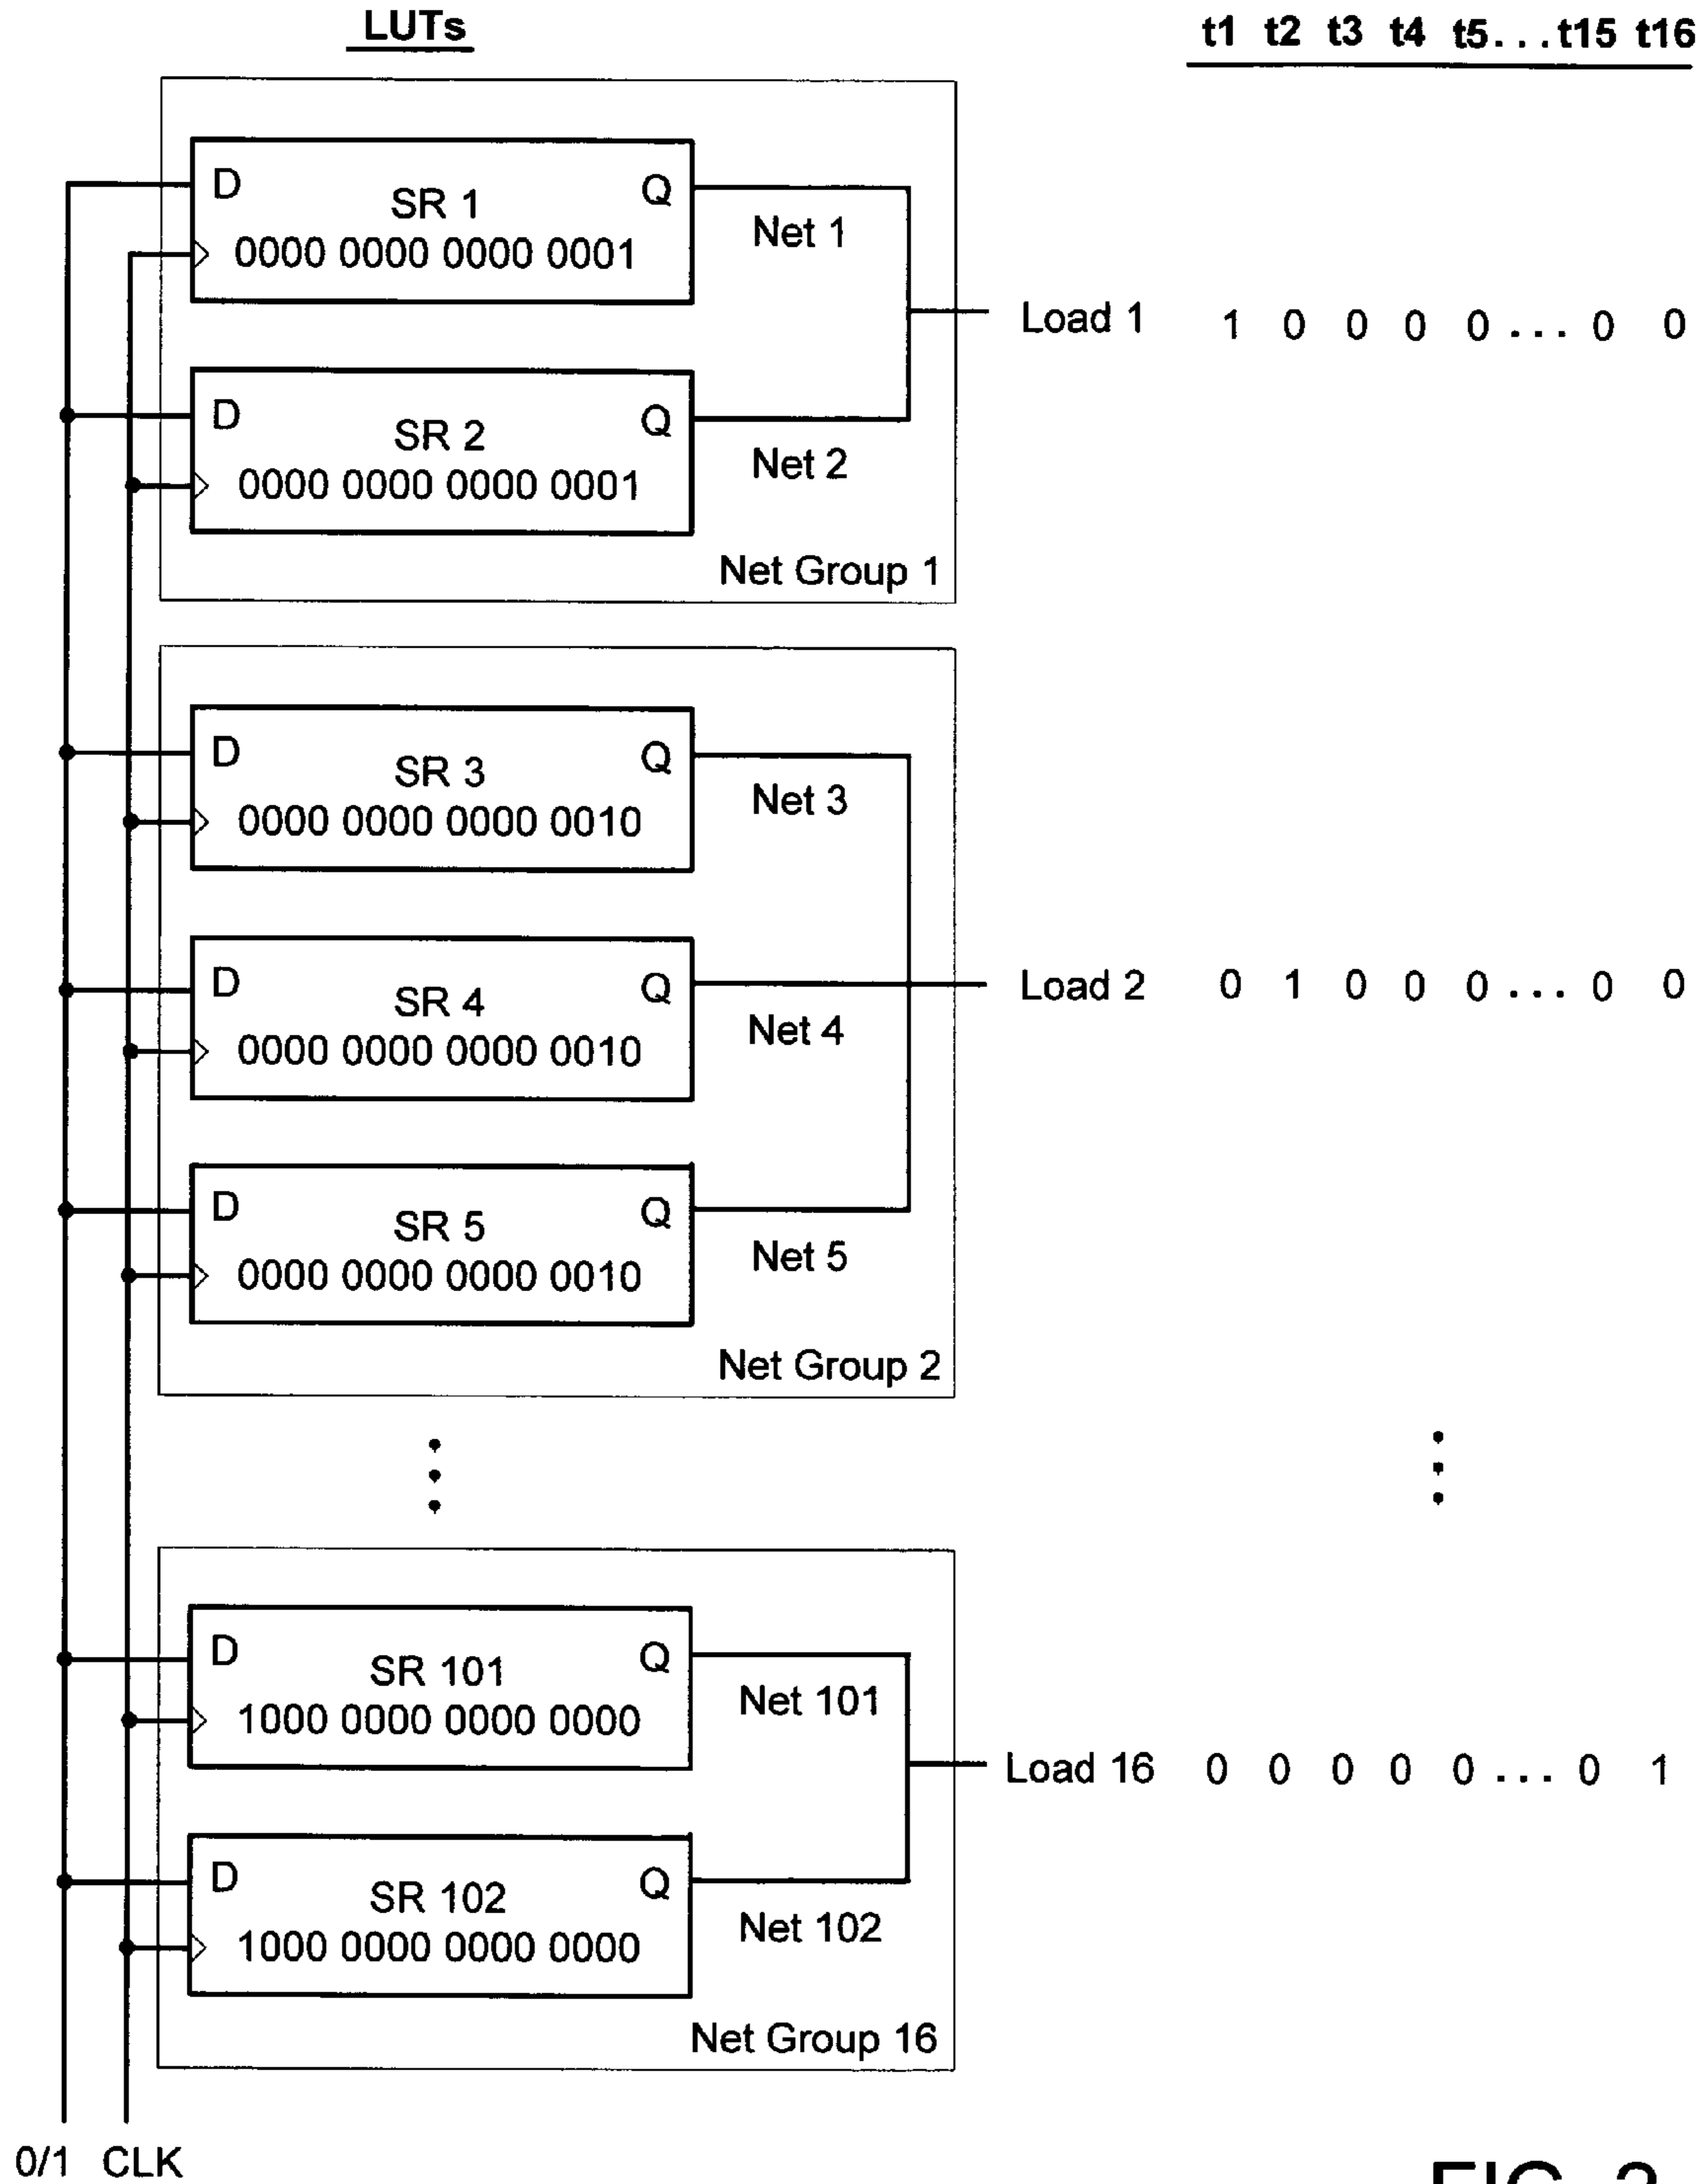 LUTs
t1 t2 t3 t4 t5...t15 t16
D
SR 1
Q
0000 0000 0000 0001
Net 1
Load 1 1 0 0 0 0 ... 0 0
D
SR 2
Q
0000 0000 0000 0001
Net 2
Net Group 1
D
SR 3
Q
0000 0000 0000 0010
Net 3
D
SR 4
Q
0000 0000 0000 0010
Net 4
Load 2 0 1 0 0 0 ... 0 0
D
SR 5
Q
0000 0000 0000 0010
Net 5
Net Group 2
D
SR 101
Q
1000 0000 0000 0000
Net 101
Load 16 0 0 0 0 0 ... 0 1
D
SR 102
Q
1000 0000 0000 0000
Net 102
Net Group 16
0/1 CLK